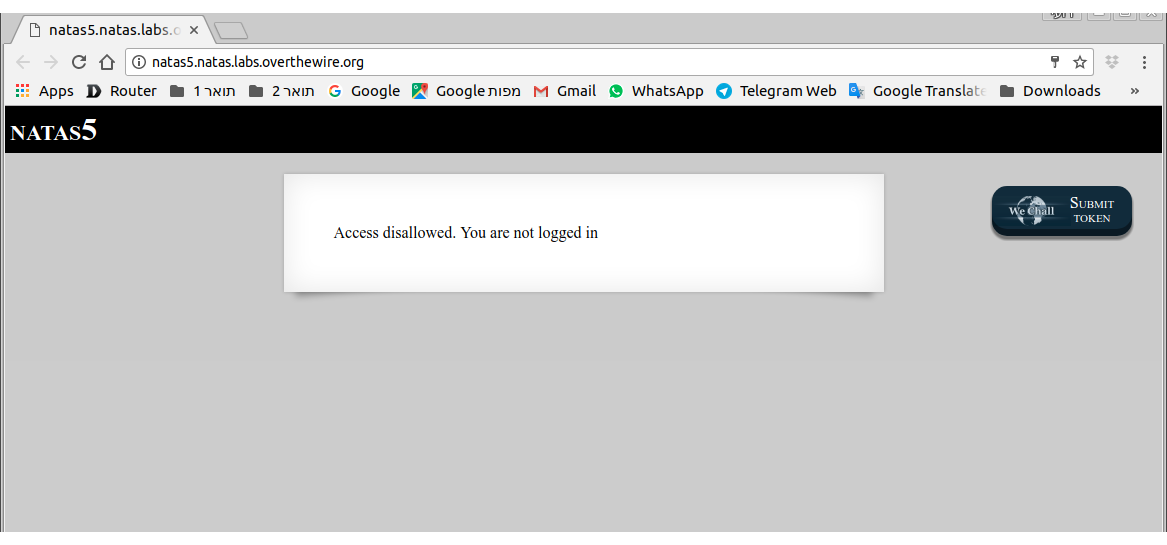 חוקי
natas5.natas.labs.o
natas5.natas.labs.overthewire.org
Apps Router תואר 1 תואר 2 Google Google מפות Gmail WhatsApp Telegram Web Google Translate Downloads »
NATAS5
Access disallowed. You are not logged in
We Chall
SUBMIT
TOKEN